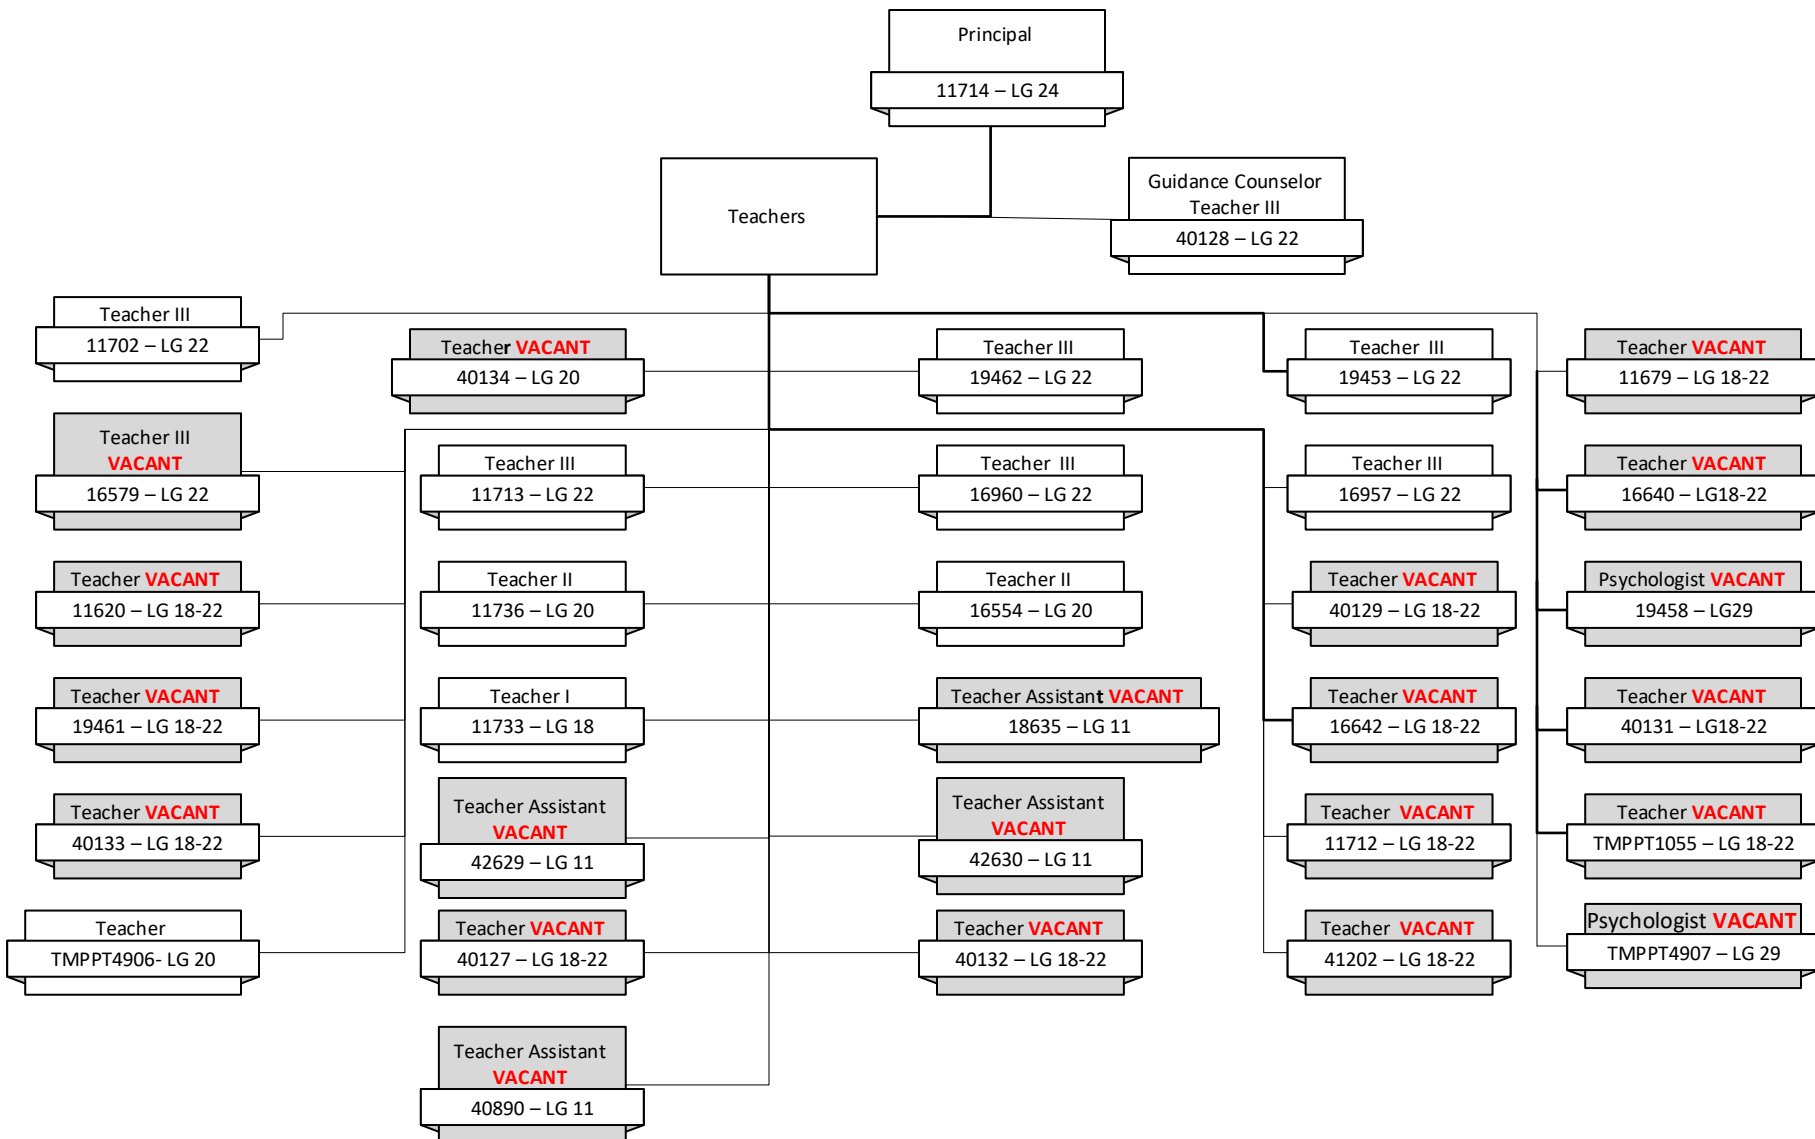 Principal
11714 – LG 24
Teachers
Guidance Counselor
Teacher III
40128 – LG 22
Teacher III
11702 – LG 22
Teacher VACANT
40134 – LG 20
Teacher III
19462 – LG 22
Teacher III
19453 – LG 22
Teacher VACANT
11679 – LG 18-22
Teacher III
VACANT
16579 – LG 22
Teacher III
11713 – LG 22
Teacher III
16960 – LG 22
Teacher III
16957 – LG 22
Teacher VACANT
16640 – LG18-22
Teacher VACANT
11620 – LG 18-22
Teacher II
11736 – LG 20
Teacher II
16554 – LG 20
Teacher VACANT
40129 – LG 18-22
Psychologist VACANT
19458 – LG29
Teacher VACANT
19461 – LG 18-22
Teacher I
11733 – LG 18
Teacher Assistant VACANT
18635 – LG 11
Teacher VACANT
16642 – LG 18-22
Teacher VACANT
40131 – LG18-22
Teacher VACANT
40133 – LG 18-22
Teacher Assistant
VACANT
42629 – LG 11
Teacher Assistant
VACANT
42630 – LG 11
Teacher VACANT
11712 – LG 18-22
Teacher VACANT
TMPPT1055 – LG 18-22
Teacher
TMPPT4906- LG 20
Teacher VACANT
40127 – LG 18-22
Teacher VACANT
40132 – LG 18-22
Teacher VACANT
41202 – LG 18-22
Psychologist VACANT
TMPPT4907 – LG 29
Teacher Assistant
VACANT
40890 – LG 11